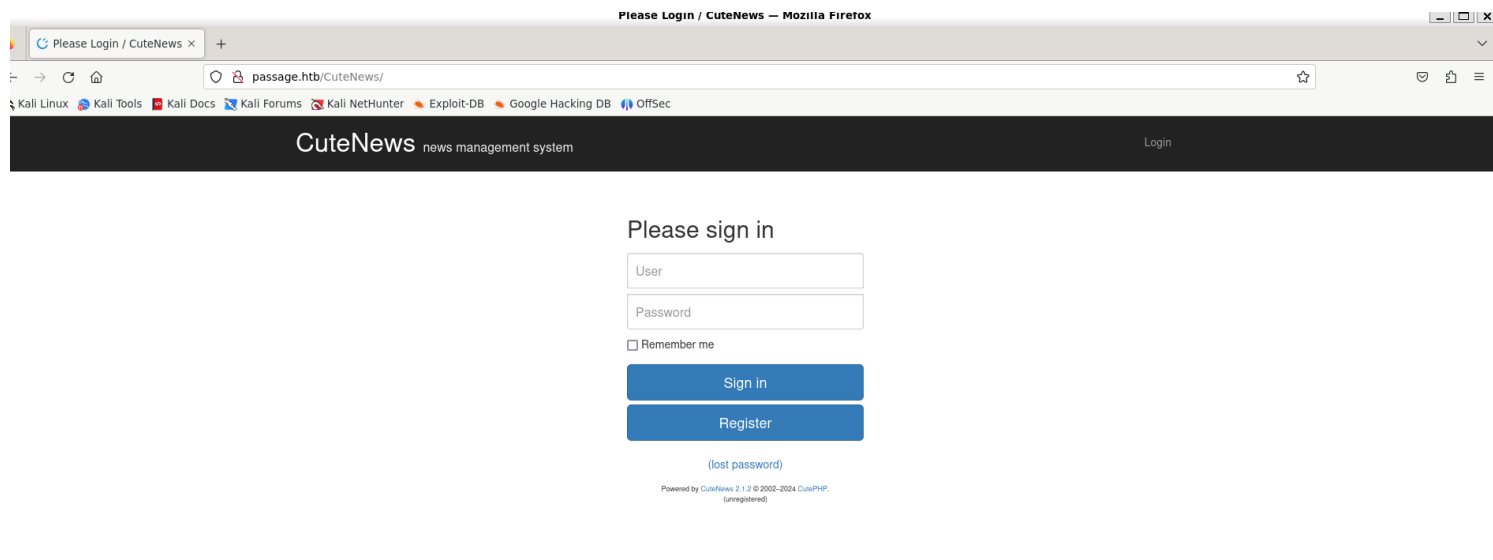 Please Login / CuteNews — Mozilla Firefox
Please Login / CuteNews
passage.htb/CuteNews/
Kali Linux Kali Tools Kali Docs Kali Forums Kali NetHunter Exploit-DB Google Hacking DB OffSec
CuteNews news management system Login
Please sign in
User
Password
Remember me
Sign in
Register
(lost password)
Powered by CuteNews 2.1.2 © 2002–2024 CutePHP.
(unregistered)